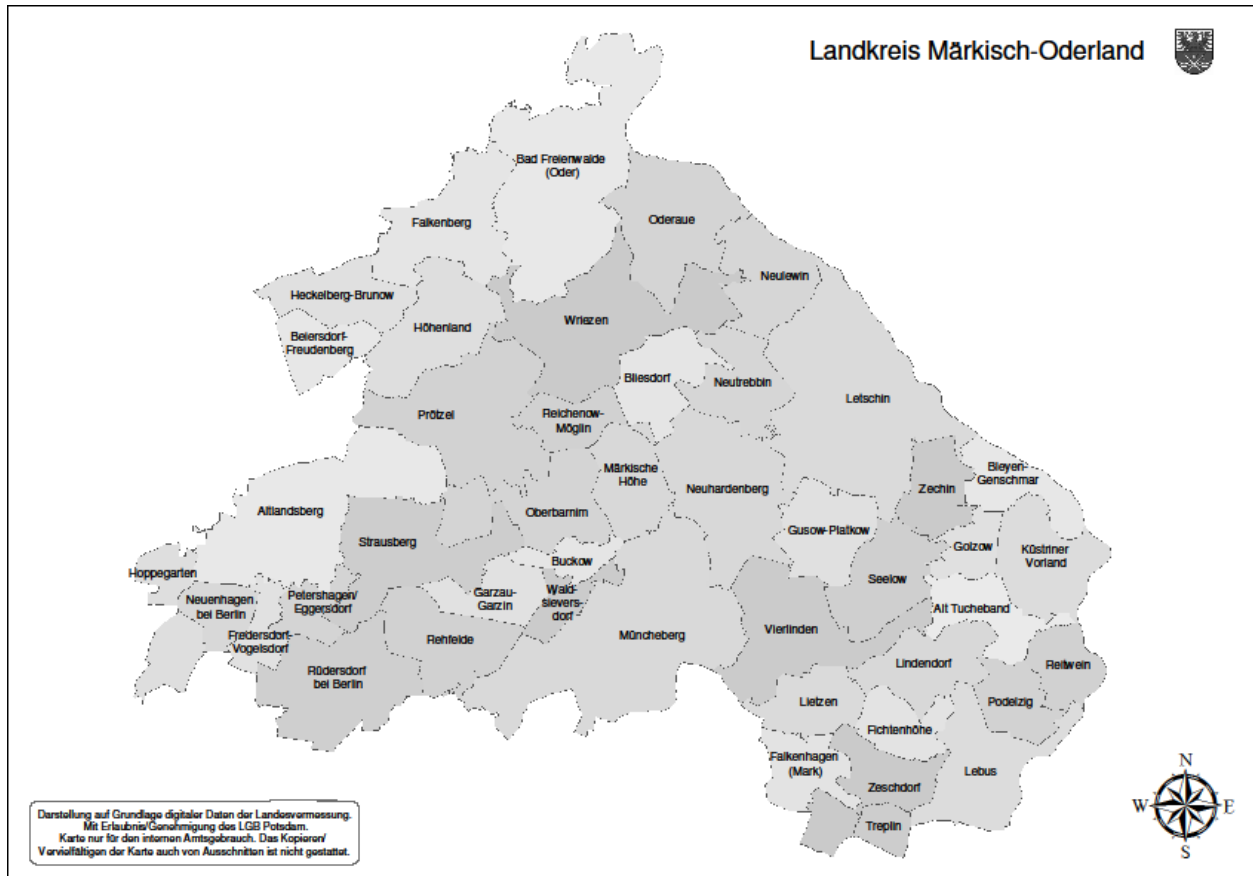 Landkreis Märkisch-Oderland
Bad Freienwalde
(Oder)
Oderaue
Falkenberg
Neulewin
Heckelberg-Brunow
Wriezen
Höhenland
Beiersdorf-
Freudenberg
Bliesdorf
Neutrebbin
Letschin
Prötzel
Reichenow-
Möglin
Märkische
Höhe
Neuhardenberg
Zechin
Bleyen-
Genschmar
Altlandsberg
Oberbarnim
Gusow-Platkow
Strausberg
Golzow
Küstriner
Vorland
Buckow
Seelow
Hoppegarten
Neuenhagen
bei Berlin
Petershagen/
Eggersdorf
Garzau-
Garzin
Wald-
sievers-
dorf
Alt Tucheband
Fredersdorf-
Vogelsdorf
Rehfelde
Müncheberg
Vierlinden
Lindendorf
Reitwein
Rüdersdorf
bei Berlin
Lietzen
Podelzig
Fichtenhöhe
Falkenhagen
(Mark)
Zeschdorf
Lebus
Treplin
N
W
E
S
Darstellung auf Grundlage digitaler Daten der Landesvermessung.
Mit Erlaubnis/Genehmigung des LGB Potsdam.
Karte nur für den internen Amtsgebrauch. Das Kopieren/
Vervielfältigen der Karte auch von Ausschnitten ist nicht gestattet.